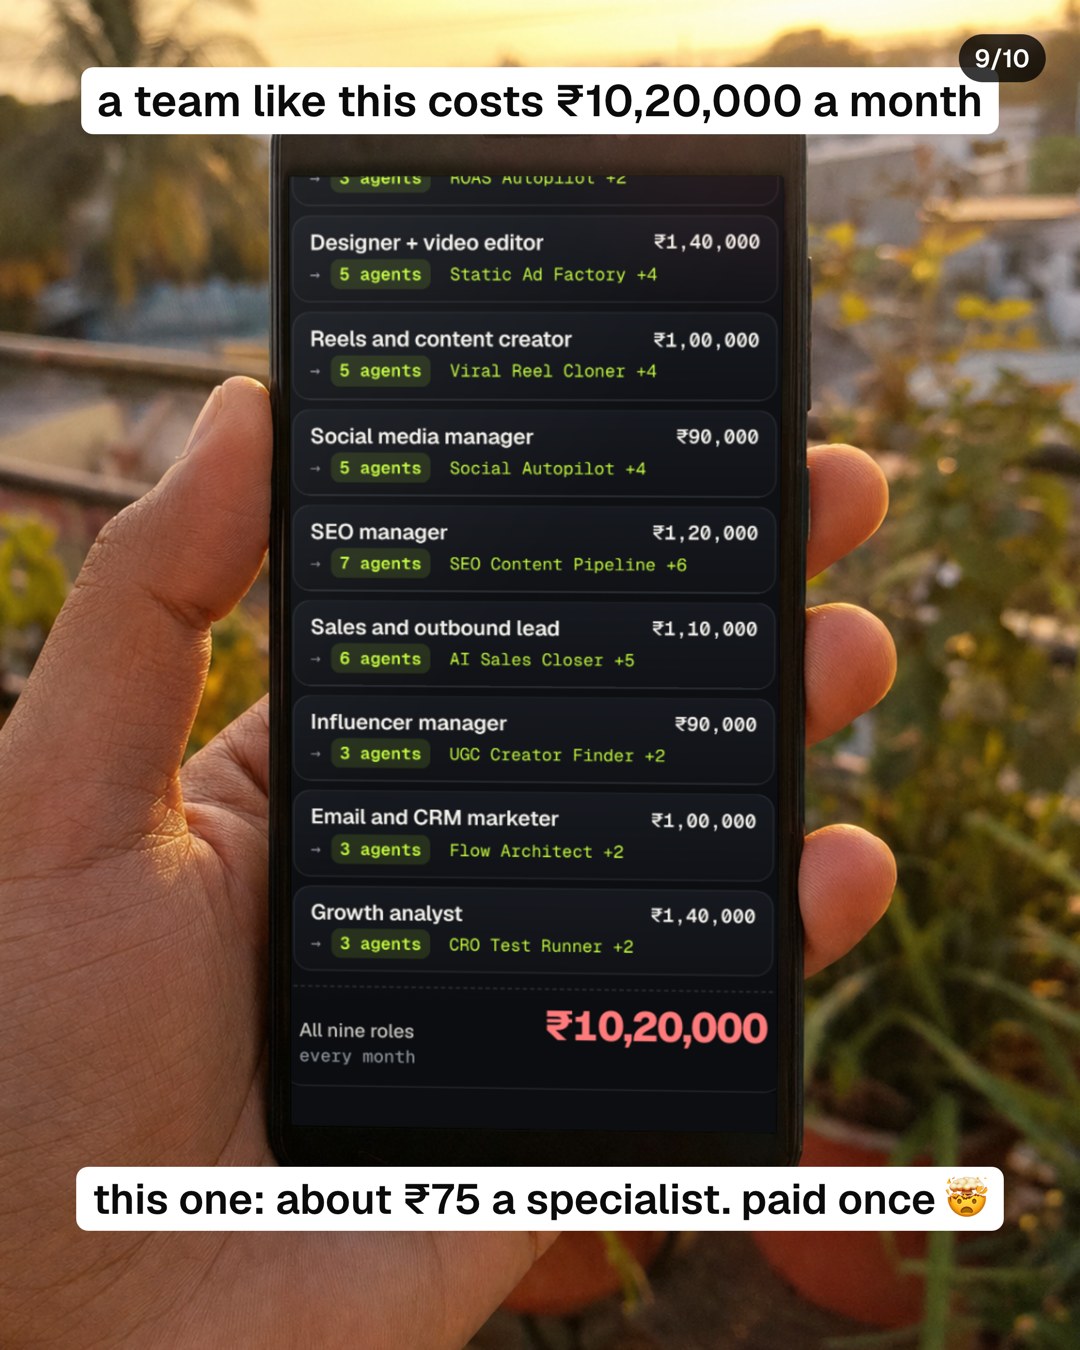 9/10
a team like this costs ₹10,20,000 a month
→ 3 agents ROAS Autopilot +2
Designer + video editor ₹1,40,000
→ 5 agents Static Ad Factory +4
Reels and content creator ₹1,00,000
→ 5 agents Viral Reel Cloner +4
Social media manager ₹90,000
→ 5 agents Social Autopilot +4
SEO manager ₹1,20,000
→ 7 agents SEO Content Pipeline +6
Sales and outbound lead ₹1,10,000
→ 6 agents AI Sales Closer +5
Influencer manager ₹90,000
→ 3 agents UGC Creator Finder +2
Email and CRM marketer ₹1,00,000
→ 3 agents Flow Architect +2
Growth analyst ₹1,40,000
→ 3 agents CRO Test Runner +2
All nine roles ₹10,20,000
every month
this one: about ₹75 a specialist. paid once 🤯